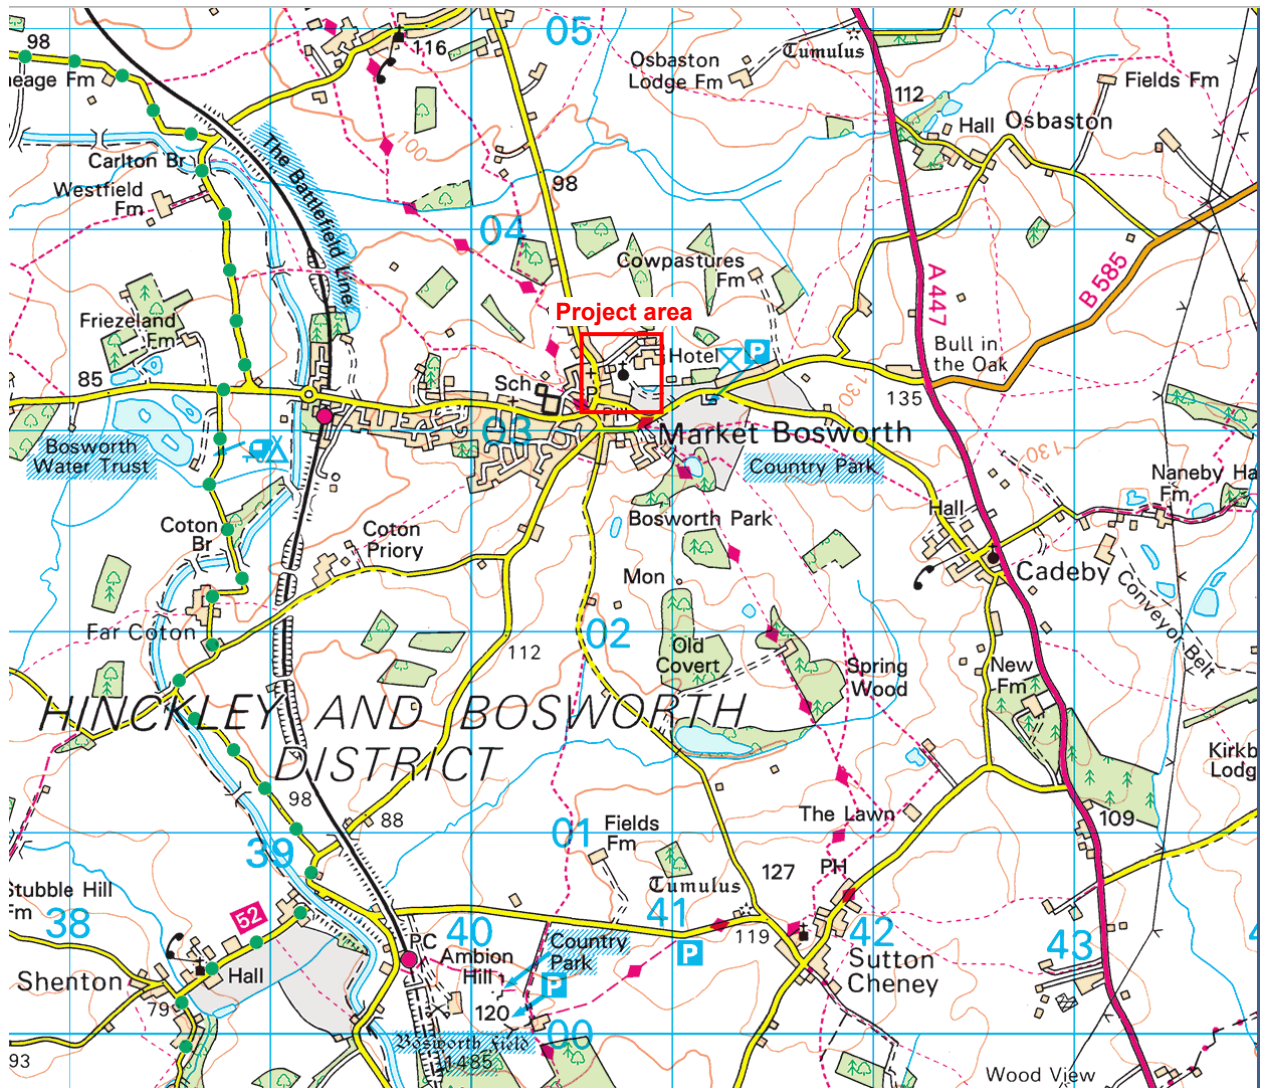 98
05
116
Tumulus
Osbaston
Lodge Fm
Fields Fm
eage Fm
112
Hall
Osbaston
Carlton Br
The Battlefield Line
100
Westfield
Fm
98
04
Cowpastures
Fm
A 447
B 585
Project area
Friezeland
Fm
Hotel
P
Bull in
the Oak
85
Sch
P
130
135
PH
03
Market Bosworth
Bosworth
Water Trust
Country Park
130
Naneby Ha
Fm
Coton
Br
Coton
Priory
Bosworth Park
Hall
Mon
Cadeby
Conveyor Belt
Far Coton
02
112
Old
Covert
Spring
Wood
New
Fm
HINCKLEY AND BOSWORTH
DISTRICT
Kirkb
Lodg
98
88
The Lawn
109
01
Fields
Fm
39
PH
127
Stubble Hill
Fm
Tumulus
38
52
40
41
42
43
4
119
PC
Country
Park
P
Ambion
Hill
Sutton
Cheney
Shenton
Hall
P
79
120
00
Bosworth Field
1485
93
Wood View